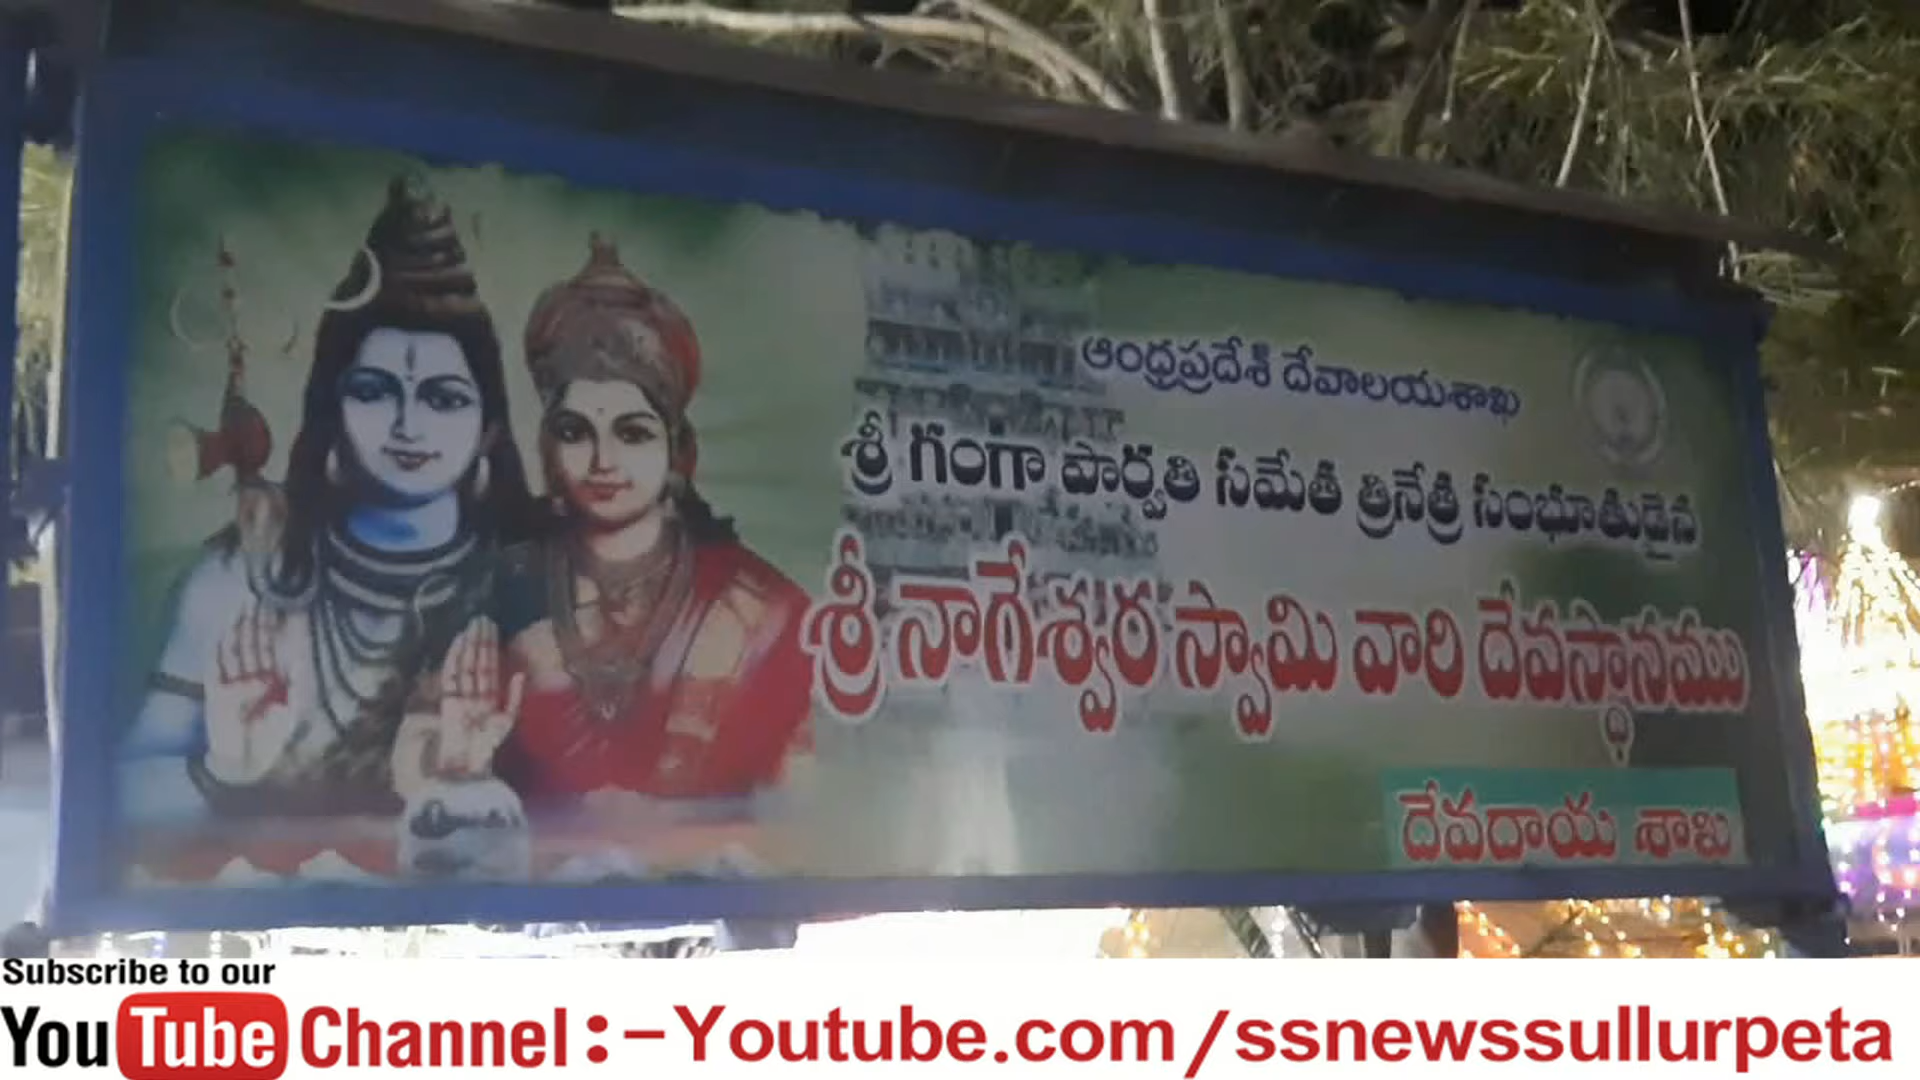 ఆంధ్రప్రదేశ్ దేవాలయశాఖ
శ్రీ గంగా పార్వతి సమేత త్రినేత్ర సంభూతుడైన
శ్రీ నాగేశ్వర స్వామి వారి దేవస్థానము
దేవదాయ శాఖ
Subscribe to our
YouTube Channel :- Youtube.com/ssnewssullurpeta